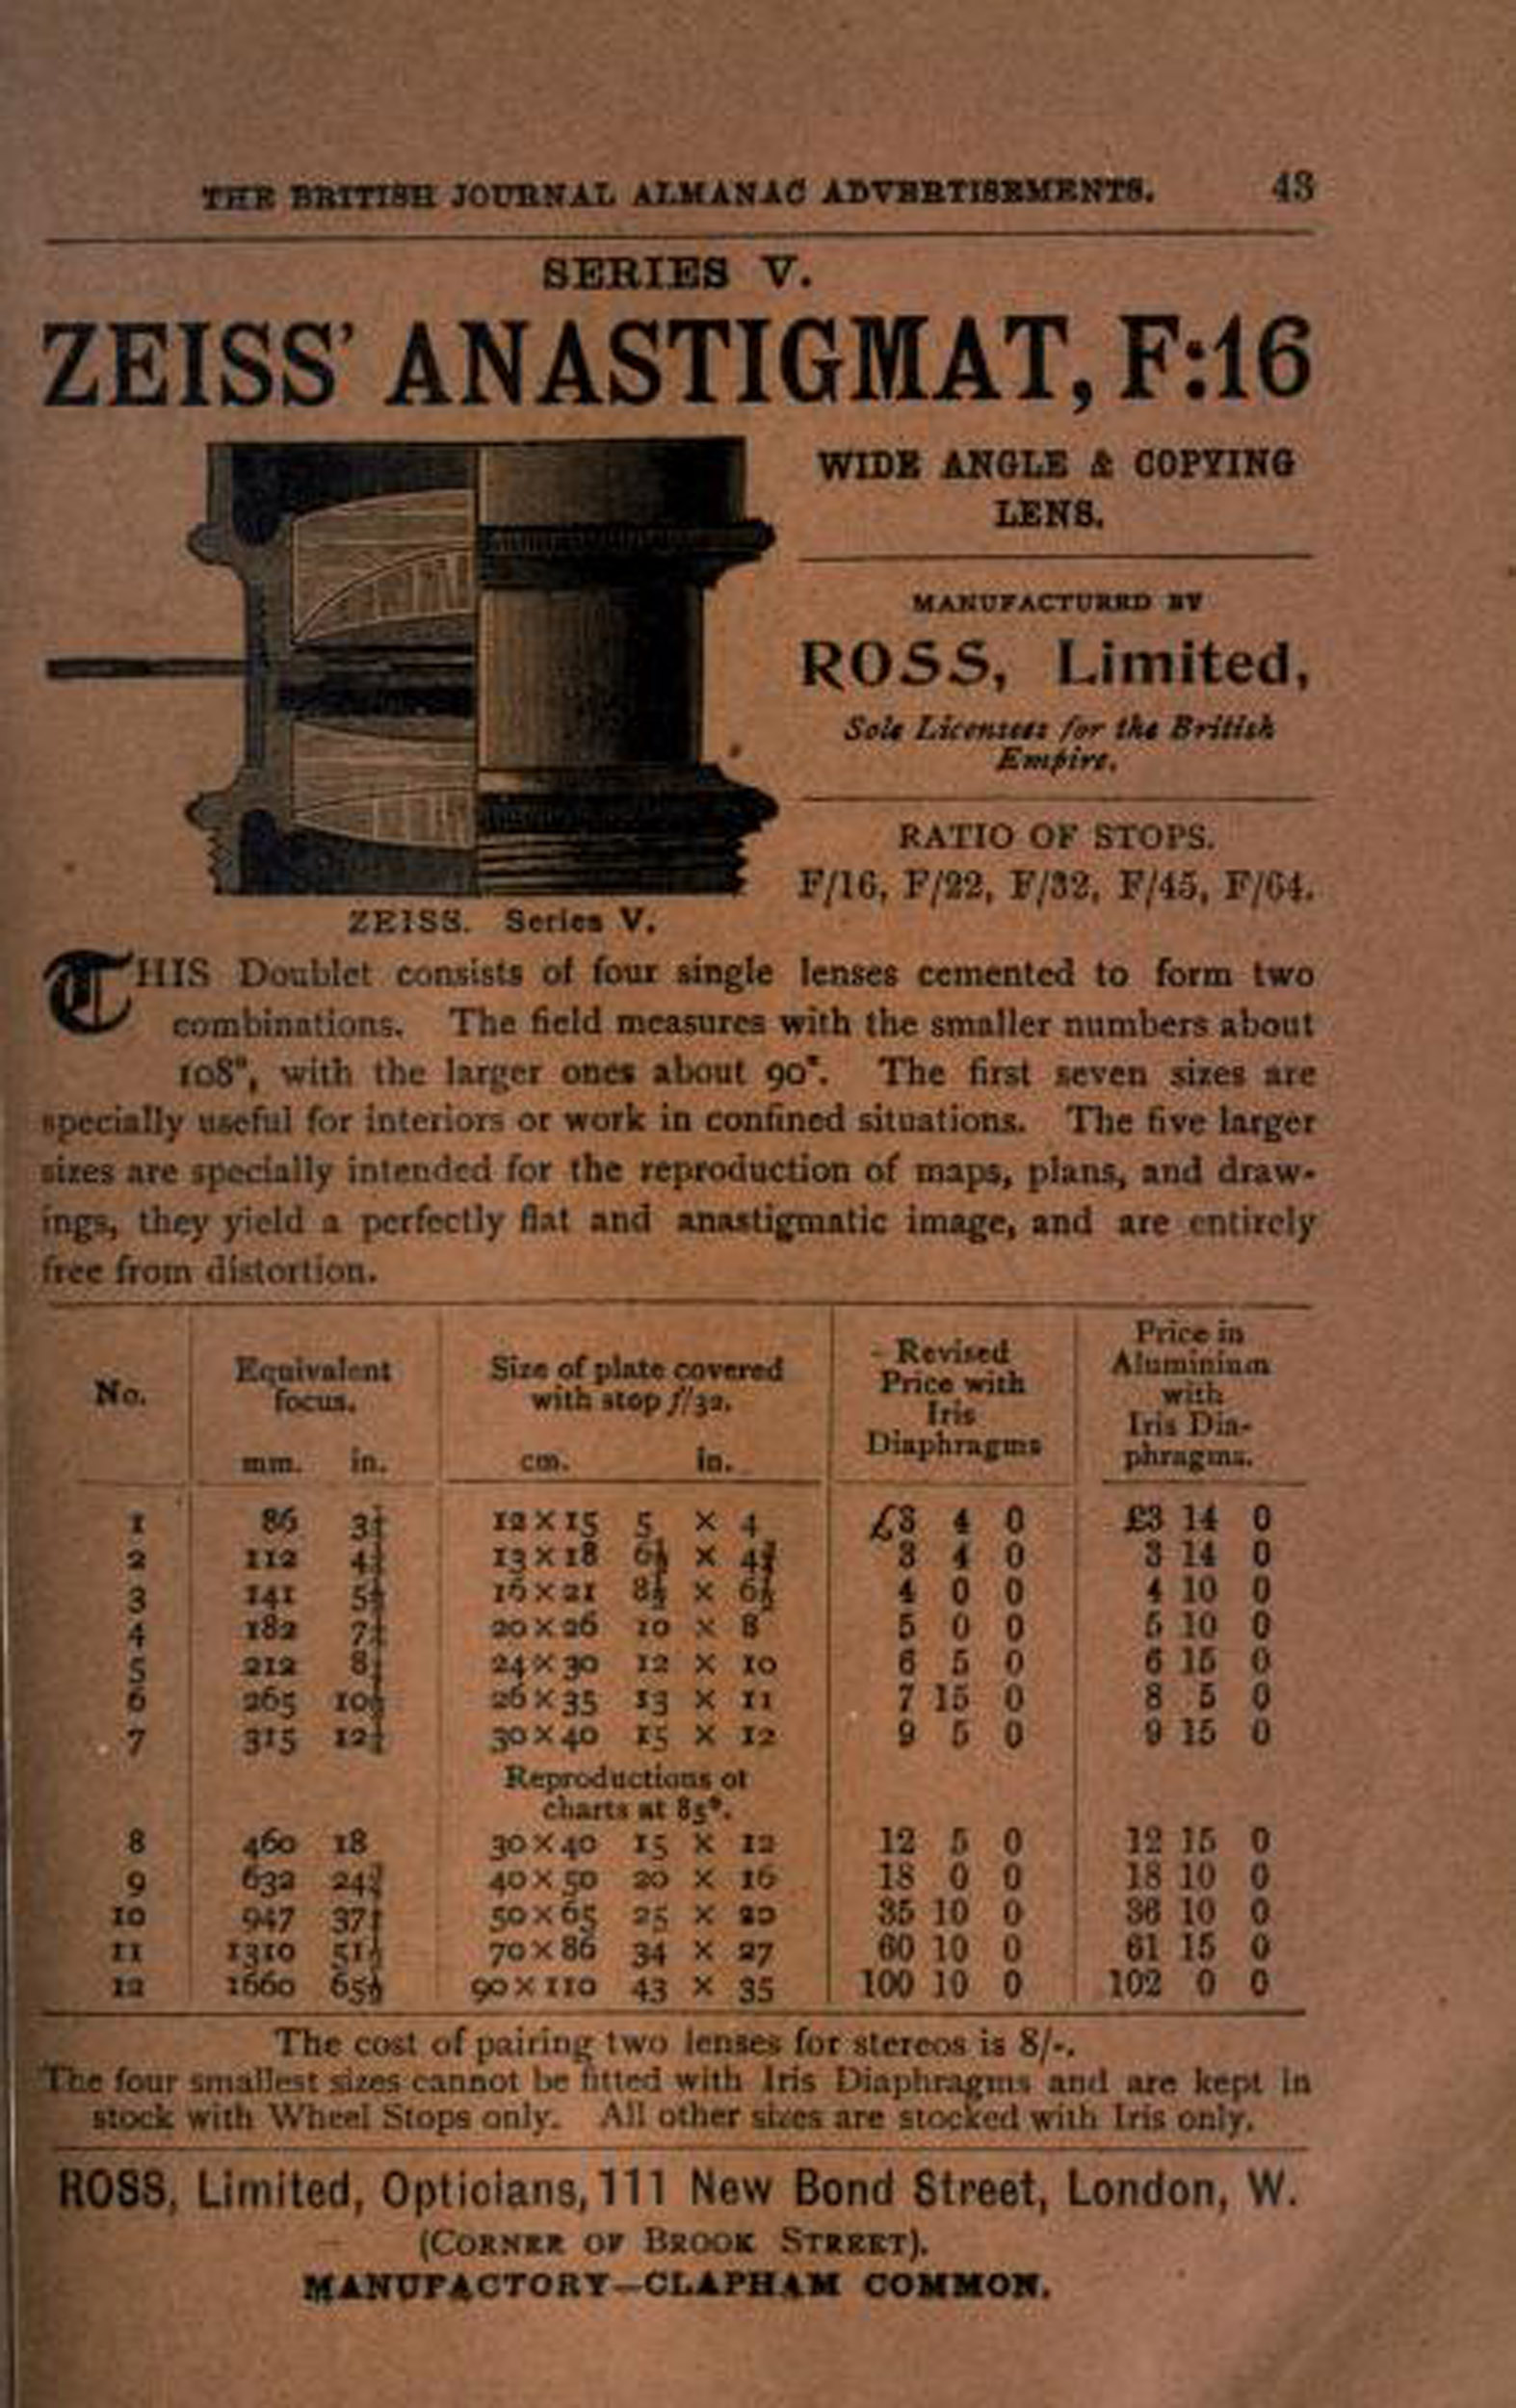 THE BRITISH JOURNAL ALMANAC ADVERTISEMENTS. 43
SERIES V.
ZEISS' ANASTIGMAT, F:16
WIDE ANGLE & COPYING
LENS.
MANUFACTURED BY
ROSS, Limited,
Sole Licensees for the British
Empire.
RATIO OF STOPS.
F/16, F/22, F/32, F/45, F/64.
ZEISS. Series V.
THIS Doublet consists of four single lenses cemented to form two
combinations. The field measures with the smaller numbers about
108°, with the larger ones about 90°. The first seven sizes are
specially useful for interiors or work in confined situations. The five larger
sizes are specially intended for the reproduction of maps, plans, and draw-
ings, they yield a perfectly flat and anastigmatic image, and are entirely
free from distortion.
No. Equivalent focus. mm. in. Size of plate covered with stop f/32. cm. in. Revised Price with Iris Diaphragms Price in Aluminium with Iris Dia-phragms.
1 86 12 × 15 5 × 4 £3 4 0 £3 14 0
2 112 13 × 18 3 4 0 3 14 0
3 141 16 × 21 4 0 0 4 10 0
4 182 20 × 26 10 × 8 5 0 0 5 10 0
5 212 24 × 30 12 × 10 6 5 0 6 15 0
6 265 26 × 35 13 × 11 7 15 0 8 5 0
7 315 30 × 40 15 × 12 9 5 0 9 15 0
Reproductions of
charts at 85°.
8 460 18 30 × 40 15 × 12 12 5 0 12 15 0
9 632 40 × 50 20 × 16 18 0 0 18 10 0
10 947 50 × 65 25 × 20 35 10 0 36 10 0
11 1310 70 × 86 34 × 27 60 10 0 61 15 0
12 1660 90 × 110 43 × 35 100 10 0 102 0 0
The cost of pairing two lenses for stereos is 8/-.
The four smallest sizes cannot be fitted with Iris Diaphragms and are kept in
stock with Wheel Stops only. All other sizes are stocked with Iris only.
ROSS, Limited, Opticians, 111 New Bond Street, London, W.
(CORNER OF BROOK STREET).
MANUFACTORY—CLAPHAM COMMON.